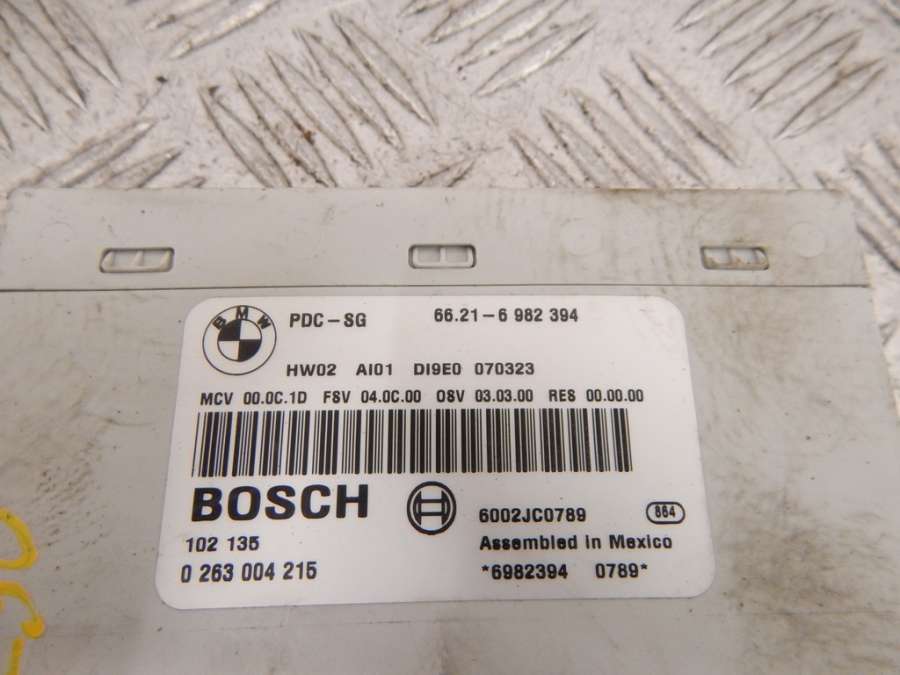 BMW
PDC-SG 66.21-6 982 394
HW02 AI01 DI9E0 070323
MCV 00.0C.1D FSV 04.0C.00 OSV 03.03.00 RES 00.00.00
BOSCH 6002JC0789 864
102 135 Assembled in Mexico
0 263 004 215 *6982394 0789*